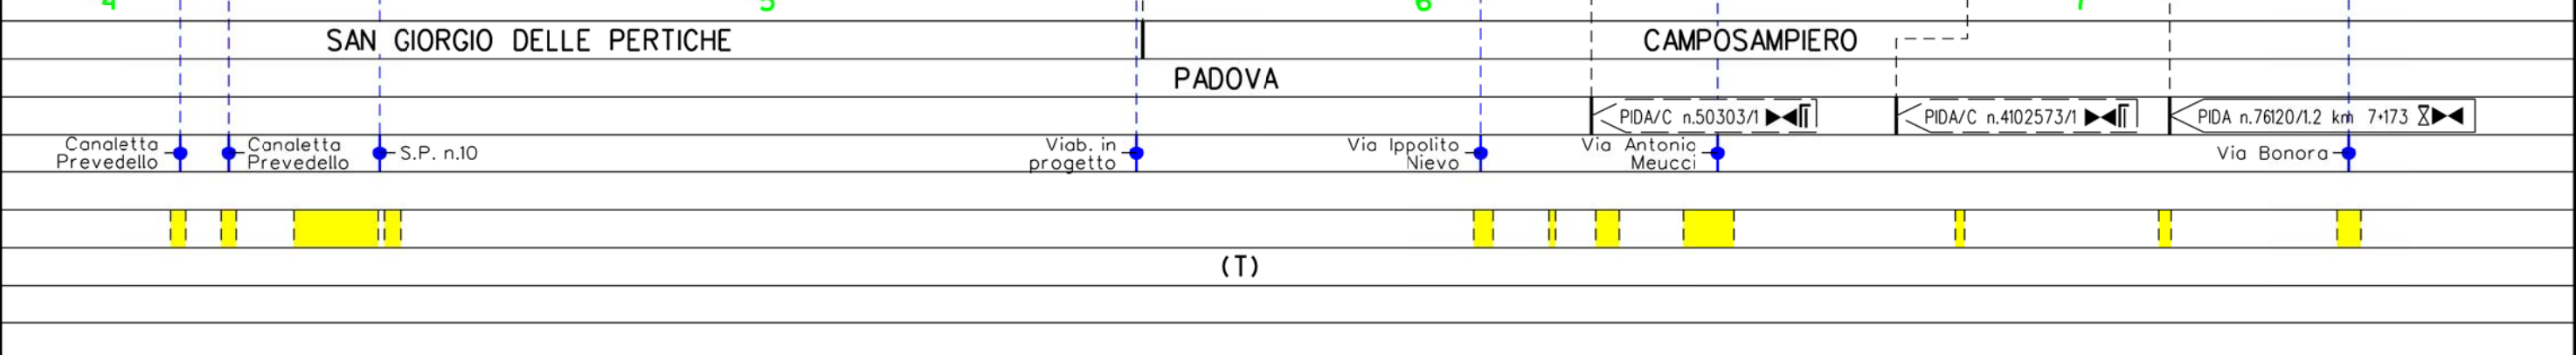 4 5 6 7
SAN GIORGIO DELLE PERTICHE CAMPOSAMPIERO
PADOVA
PIDA/C n.50303/1 PIDA/C n.4102573/1 PIDA n.76120/1.2 km 7+173
Canaletta
Prevedello
Canaletta
Prevedello
S.P. n.10
Viab. in
progetto
Via Ippolito
Nievo
Via Antonio
Meucci
Via Bonora
(T)